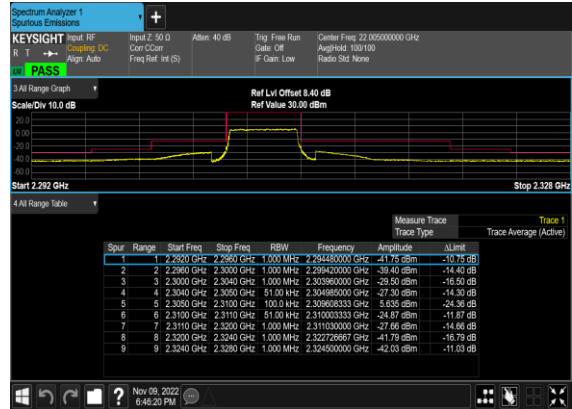 Spectrum Analyzer 1
Spurious Emissions
KEYSIGHT Input: RF Input Z: 50 Ω Atten: 40 dB Trig: Free Run Center Freq: 22.005000000 GHz
R T Coupling: DC Corr CCorr Gate: Off Avg|Hold: 100/100
Align: Auto Freq Ref: Int (S) IF Gain: Low Radio Std: None
PASS
3 All Range Graph
Ref Lvl Offset 8.40 dB
Scale/Div 10.0 dB Ref Value 30.00 dBm
20.0
0.00
-20.0
-40.0
-60.0
Start 2.292 GHz Stop 2.328 GHz
4 All Range Table
Measure Trace Trace 1
Trace Type Trace Average (Active)
Spur Range Start Freq Stop Freq RBW Frequency Amplitude ΔLimit
1 1 2.2920 GHz 2.2960 GHz 1.000 MHz 2.294480000 GHz -41.75 dBm -10.75 dB
2 2 2.2960 GHz 2.3000 GHz 1.000 MHz 2.299420000 GHz -39.40 dBm -14.40 dB
3 3 2.3000 GHz 2.3040 GHz 1.000 MHz 2.303960000 GHz -29.50 dBm -16.50 dB
4 4 2.3040 GHz 2.3050 GHz 51.00 kHz 2.304985000 GHz -27.30 dBm -14.30 dB
5 5 2.3050 GHz 2.3100 GHz 100.0 kHz 2.309608333 GHz 5.635 dBm -24.36 dB
6 6 2.3100 GHz 2.3110 GHz 51.00 kHz 2.310003333 GHz -24.87 dBm -11.87 dB
7 7 2.3110 GHz 2.3200 GHz 1.000 MHz 2.311030000 GHz -27.66 dBm -14.66 dB
8 8 2.3200 GHz 2.3240 GHz 1.000 MHz 2.322726667 GHz -41.79 dBm -16.79 dB
9 9 2.3240 GHz 2.3280 GHz 1.000 MHz 2.324500000 GHz -42.03 dBm -11.03 dB
? Nov 09, 2022
6:46:20 PM